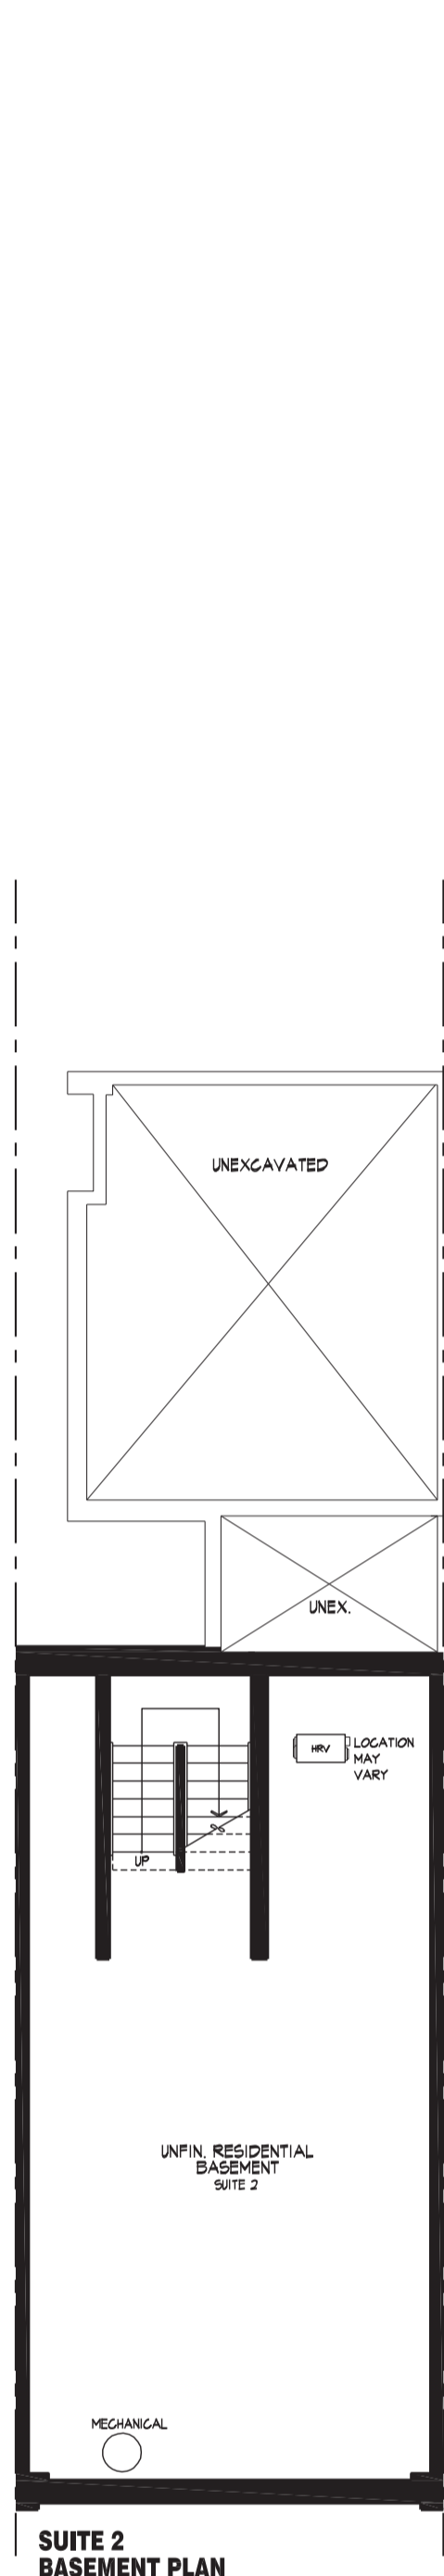 UNEXCAVATED
UNEX.
HRV
LOCATION
MAY
VARY
UP
UNFIN. RESIDENTIAL
BASEMENT
SUITE 2
MECHANICAL
SUITE 2
BASEMENT PLAN